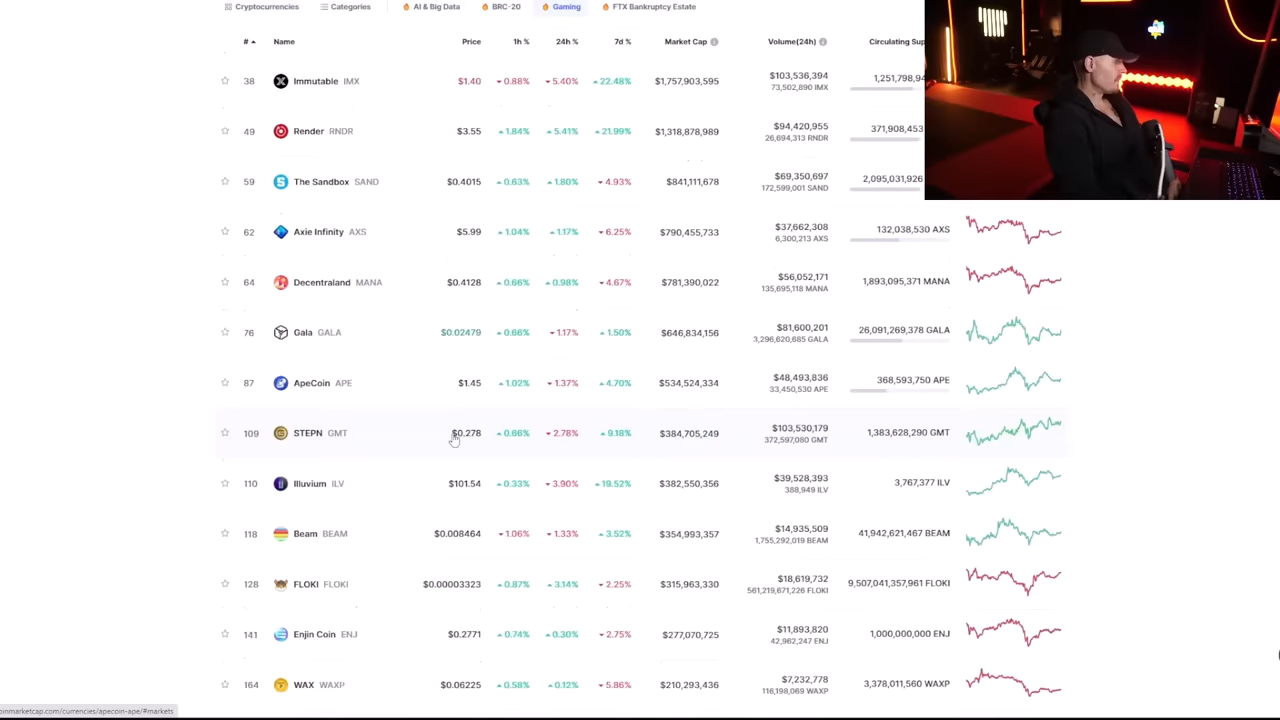 Cryptocurrencies Categories AI & Big Data BRC-20 Gaming FTX Bankruptcy Estate
# Name Price 1h % 24h % 7d % Market Cap Volume(24h) Circulating Sup
38 Immutable IMX $1.40 0.88% 5.40% 22.48% $1,757,903,595 $103,536,394 1,251,798,94
73,502,890 IMX
49 Render RNDR $3.55 1.84% 5.41% 21.99% $1,318,878,989 $94,420,955 371,908,453
26,694,313 RNDR
59 The Sandbox SAND $0.4015 0.63% 1.80% 4.93% $841,111,678 $69,350,697 2,095,031,926
172,599,001 SAND
62 Axie Infinity AXS $5.99 1.04% 1.17% 6.25% $790,455,733 $37,662,308 132,038,530 AXS
6,300,213 AXS
64 Decentraland MANA $0.4128 0.66% 0.98% 4.67% $781,390,022 $56,052,171 1,893,095,371 MANA
135,695,118 MANA
76 Gala GALA $0.02479 0.66% 1.17% 1.50% $646,834,156 $81,600,201 26,091,269,378 GALA
3,296,620,685 GALA
87 ApeCoin APE $1.45 1.02% 1.37% 4.70% $534,524,334 $48,493,836 368,593,750 APE
33,450,530 APE
109 STEPN GMT $0.278 0.66% 2.78% 9.18% $384,705,249 $103,530,179 1,383,628,290 GMT
372,597,080 GMT
110 Illuvium ILV $101.54 0.33% 3.90% 19.52% $382,550,356 $39,528,393 3,767,377 ILV
388,949 ILV
118 Beam BEAM $0.008464 1.06% 1.33% 3.52% $354,993,357 $14,935,509 41,942,621,467 BEAM
1,755,292,019 BEAM
128 FLOKI FLOKI $0.00003323 0.87% 3.14% 2.25% $315,963,330 $18,619,732 9,507,041,357,961 FLOKI
561,219,671,226 FLOKI
141 Enjin Coin ENJ $0.2771 0.74% 0.30% 2.75% $277,070,725 $11,893,820 1,000,000,000 ENJ
42,962,247 ENJ
164 WAX WAXP $0.06225 0.58% 0.12% 5.86% $210,293,436 $7,232,778 3,378,011,560 WAXP
116,198,069 WAXP
oinmarketcap.com/currencies/apecoin-ape/#markets